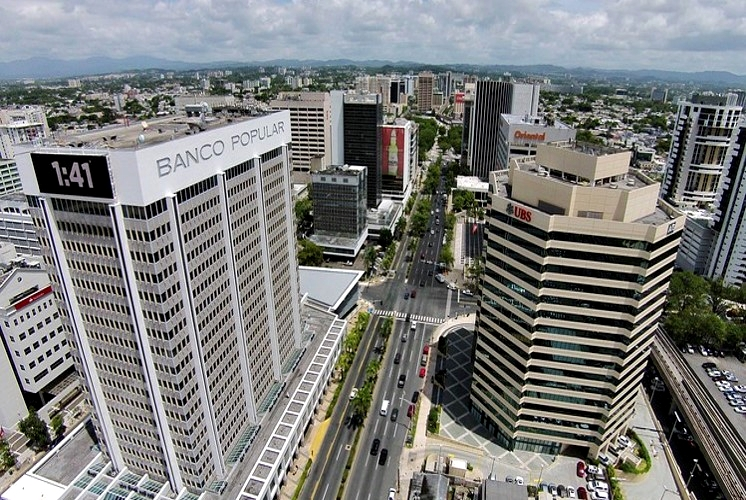 BANCO POPULAR
1:41
Oriental
UBS